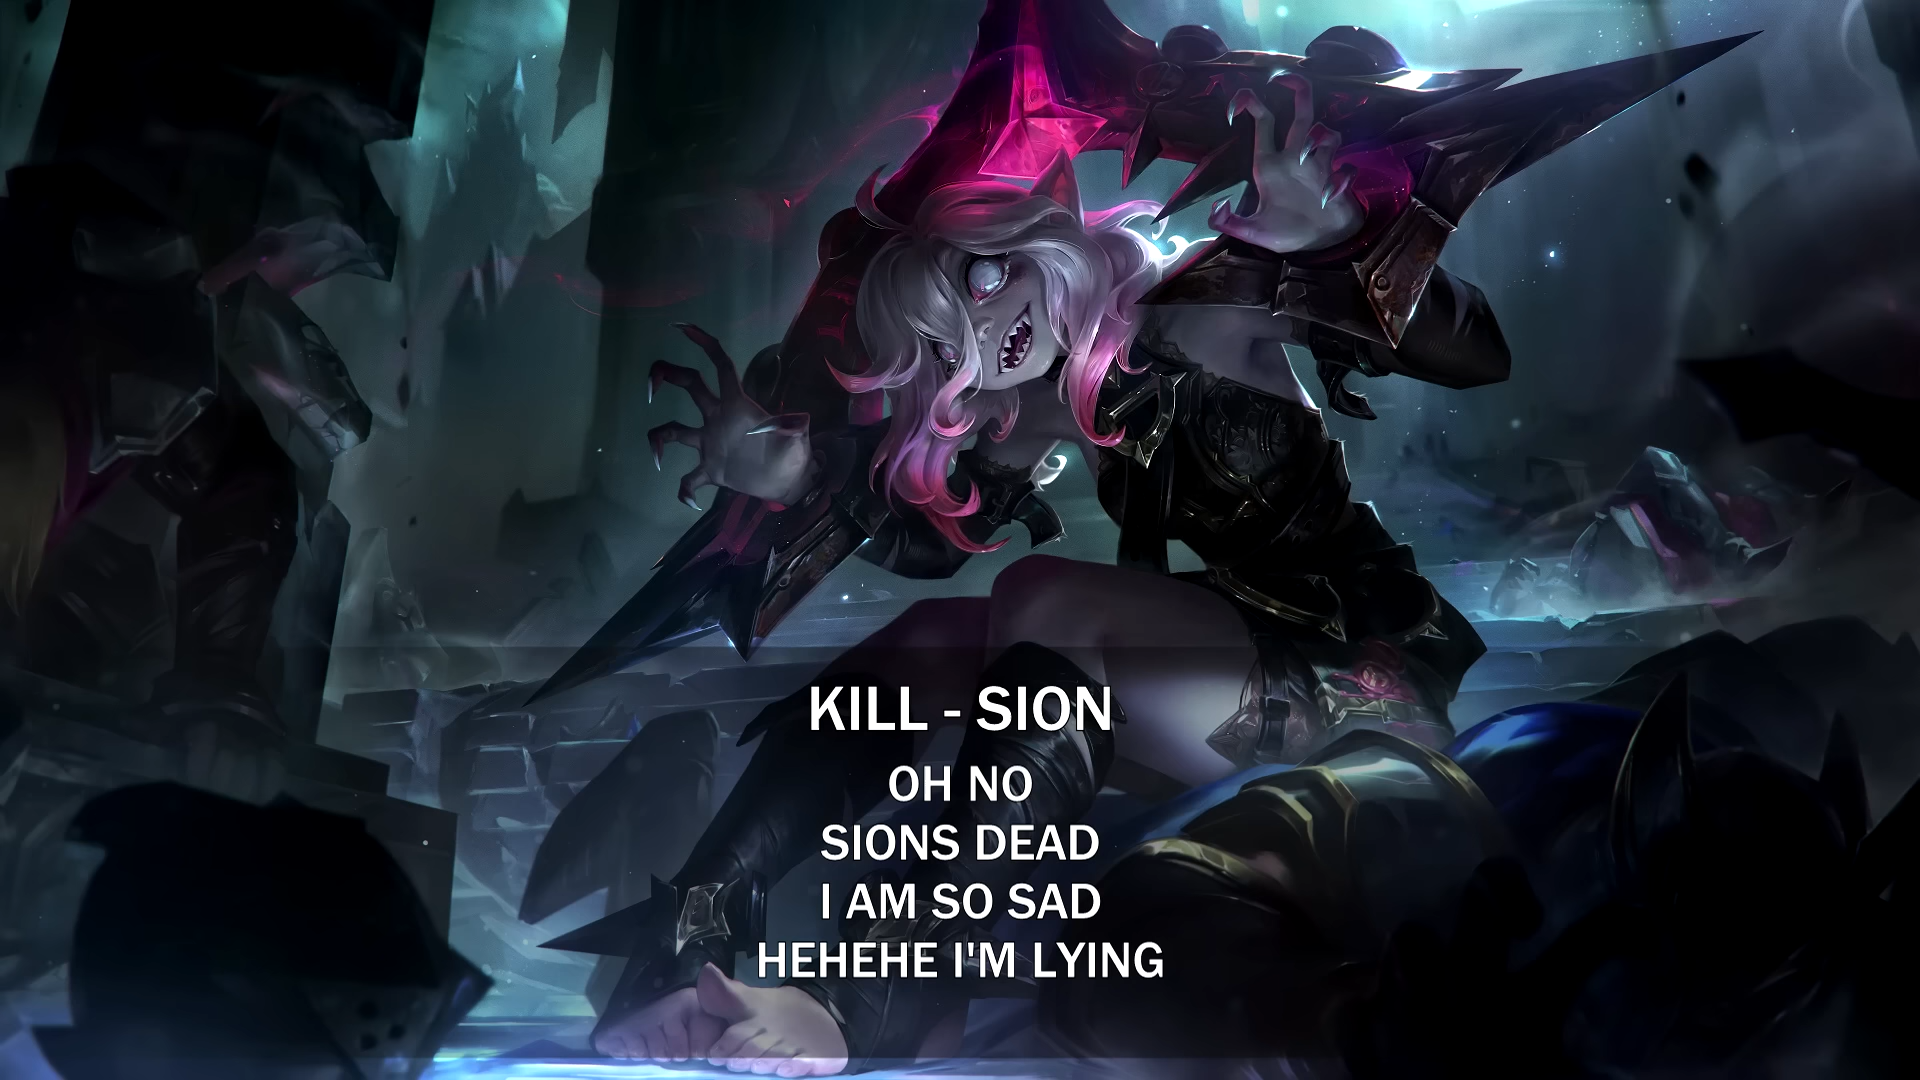 KILL - SION
OH NO
SIONS DEAD
I AM SO SAD
HEHEHE I'M LYING